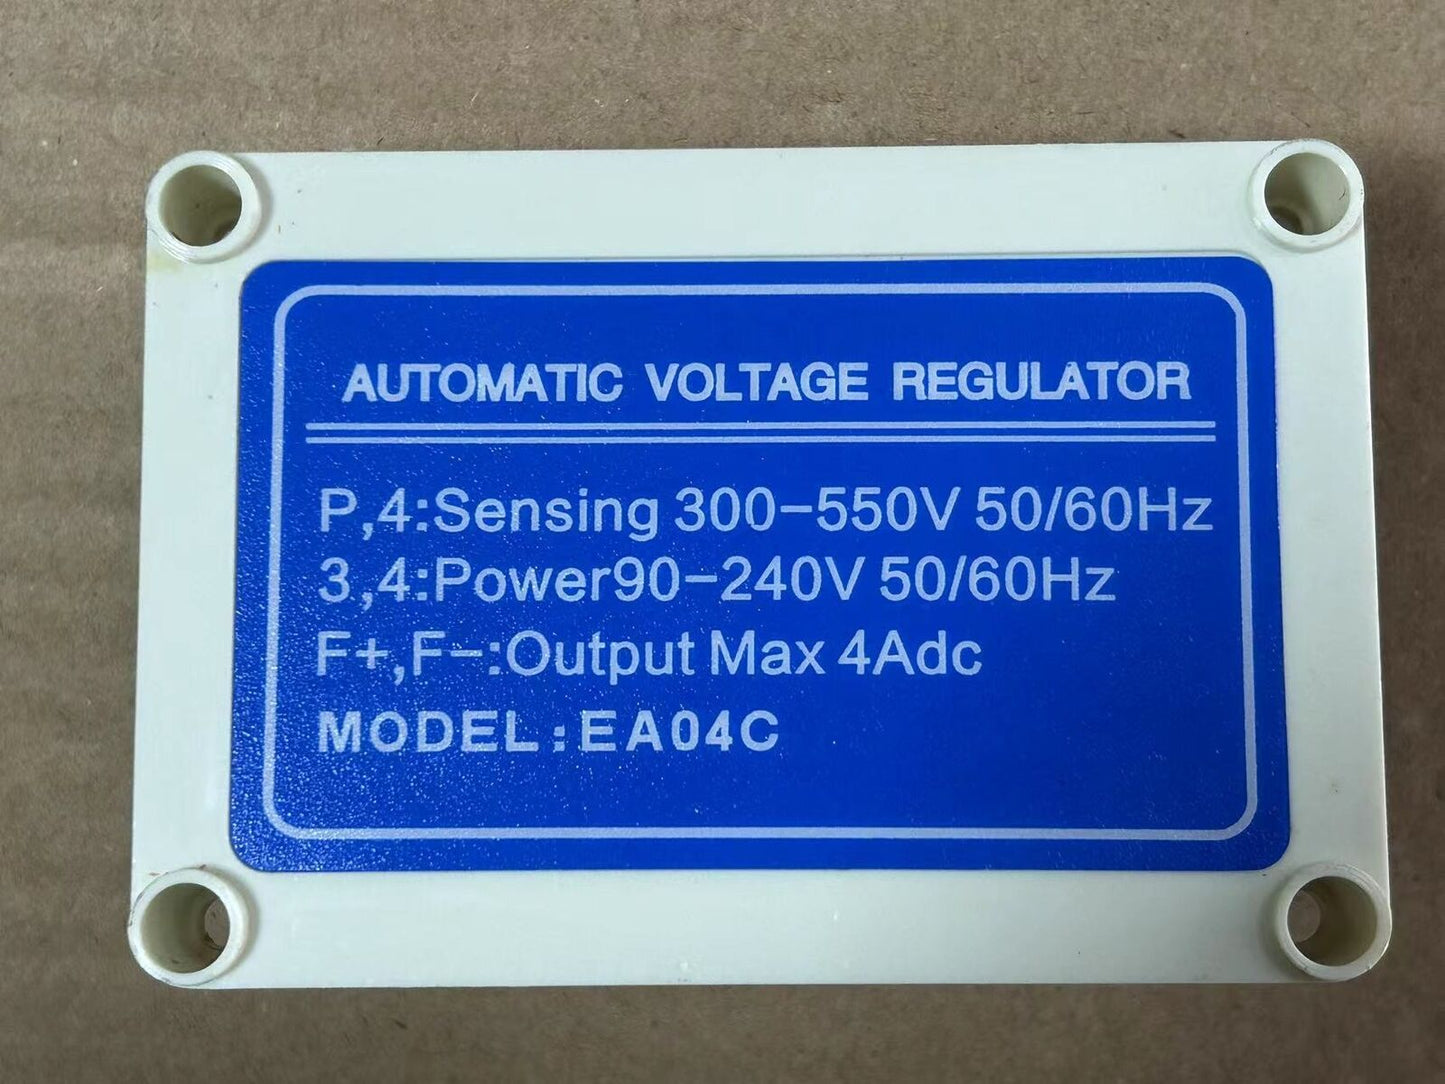 AUTOMATIC VOLTAGE REGULATOR
P,4:Sensing 300-550V 50/60Hz
3,4:Power90-240V 50/60Hz
F+,F-:Output Max 4Adc
MODEL:EA04C